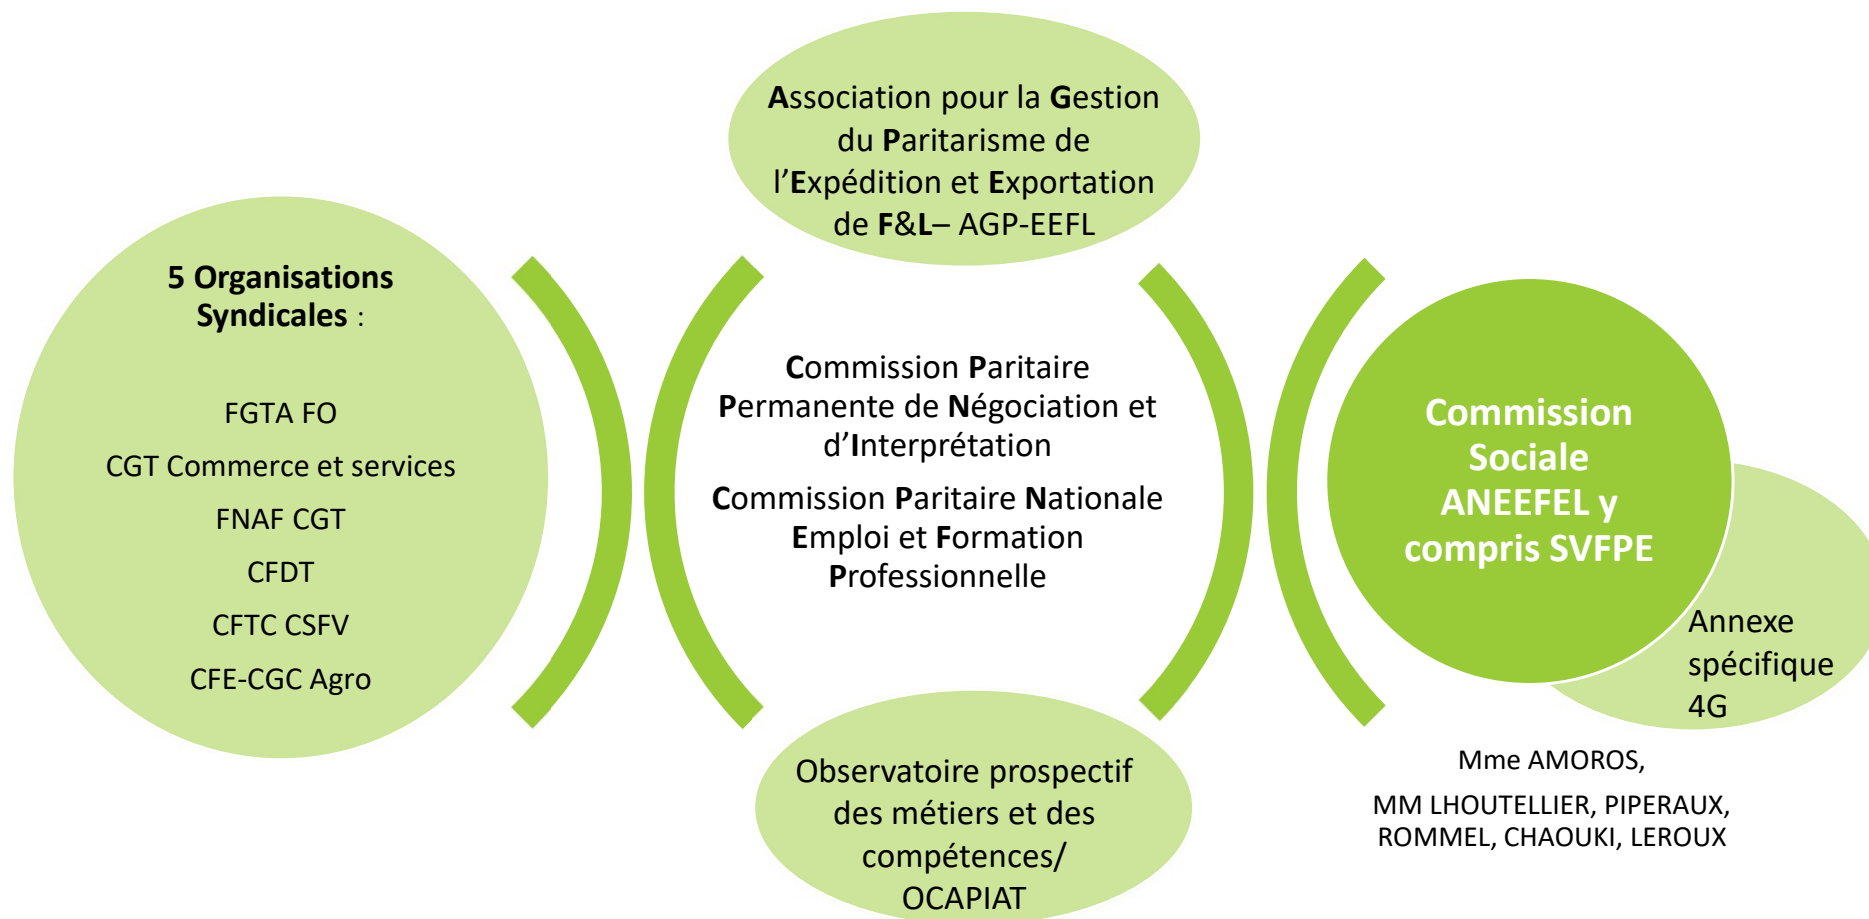 Association pour la Gestion
du Paritarisme de
l’Expédition et Exportation
de F&L– AGP-EEFL
5 Organisations
Syndicales :
FGTA FO
CGT Commerce et services
FNAF CGT
CFDT
CFTC CSFV
CFE-CGC Agro
Commission Paritaire
Permanente de Négociation et
d’Interprétation
Commission Paritaire Nationale
Emploi et Formation
Professionnelle
Commission
Sociale
ANEEFEL y
compris SVFPE
Annexe
spécifique
4G
Mme AMOROS,
MM LHOUTELLIER, PIPERAUX,
ROMMEL, CHAOUKI, LEROUX
Observatoire prospectif
des métiers et des
compétences/
OCAPIAT